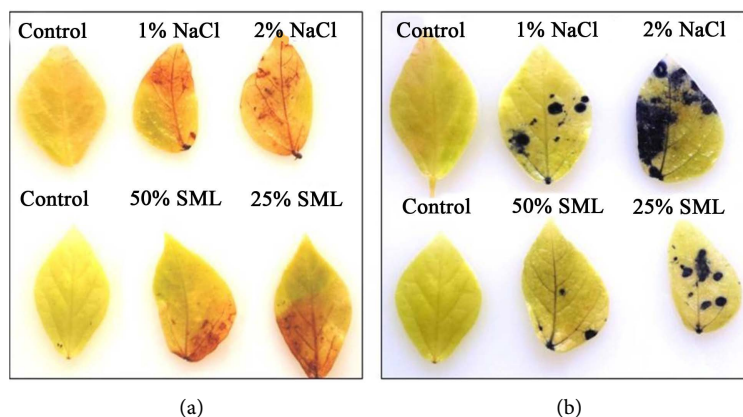 Control 1% NaCl 2% NaCl
Control 50% SML 25% SML
(a)
Control 1% NaCl 2% NaCl
Control 50% SML 25% SML
(b)